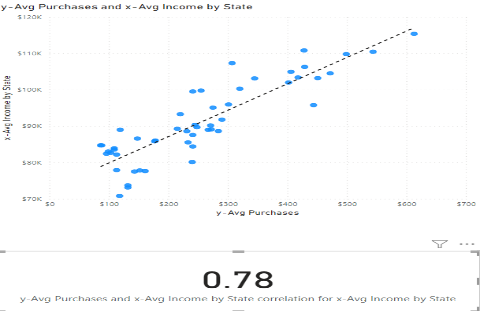 y-Avg Purchases and x-Avg Income by State
$120K
$110K
$100K
$90K
$80K
$70K
x-Avg Income by State
$0 $100 $200 $300 $400 $500 $600 $700
y-Avg Purchases
0.78
y-Avg Purchases and x-Avg Income by State correlation for x-Avg Income by State